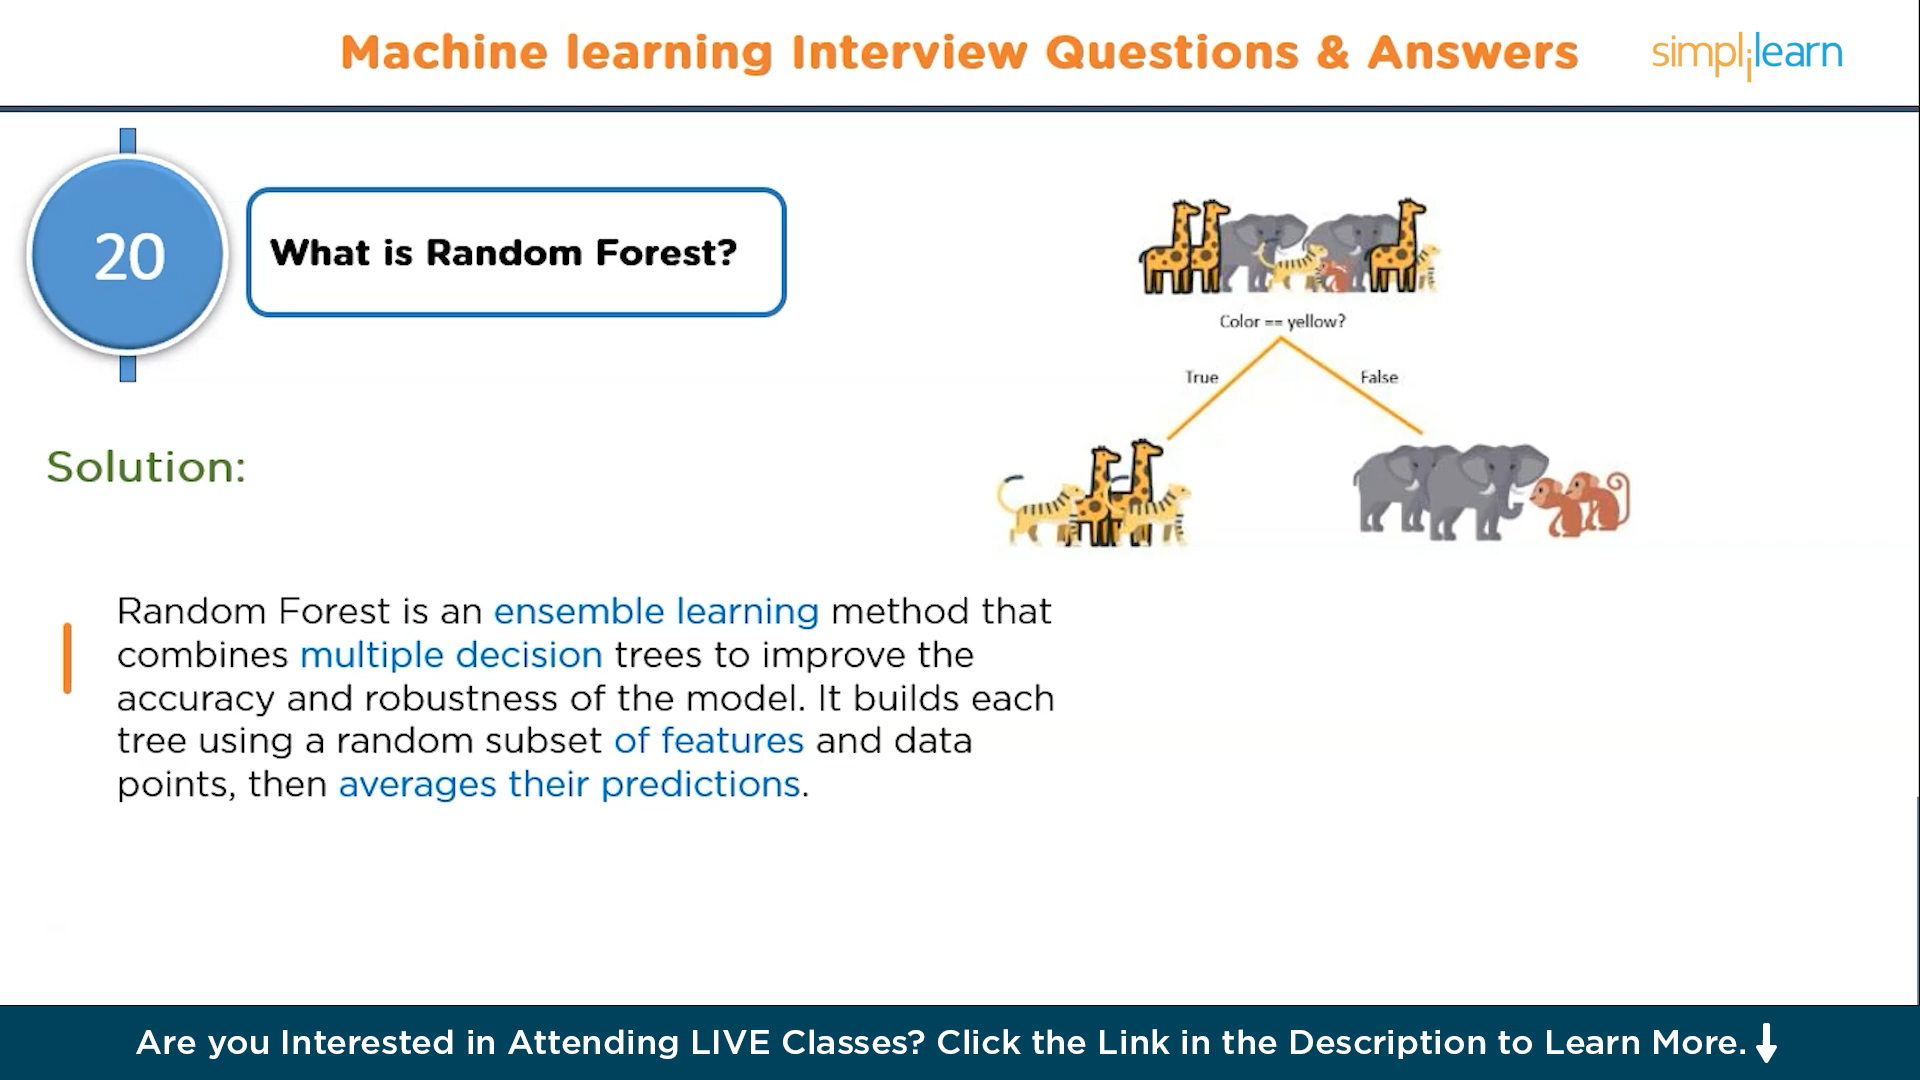 Machine learning Interview Questions & Answers
simplilearn
20
What is Random Forest?
Color == yellow?
True
False
Solution:
Random Forest is an ensemble learning method that
combines multiple decision trees to improve the
accuracy and robustness of the model. It builds each
tree using a random subset of features and data
points, then averages their predictions.
Are you Interested in Attending LIVE Classes? Click the Link in the Description to Learn More.